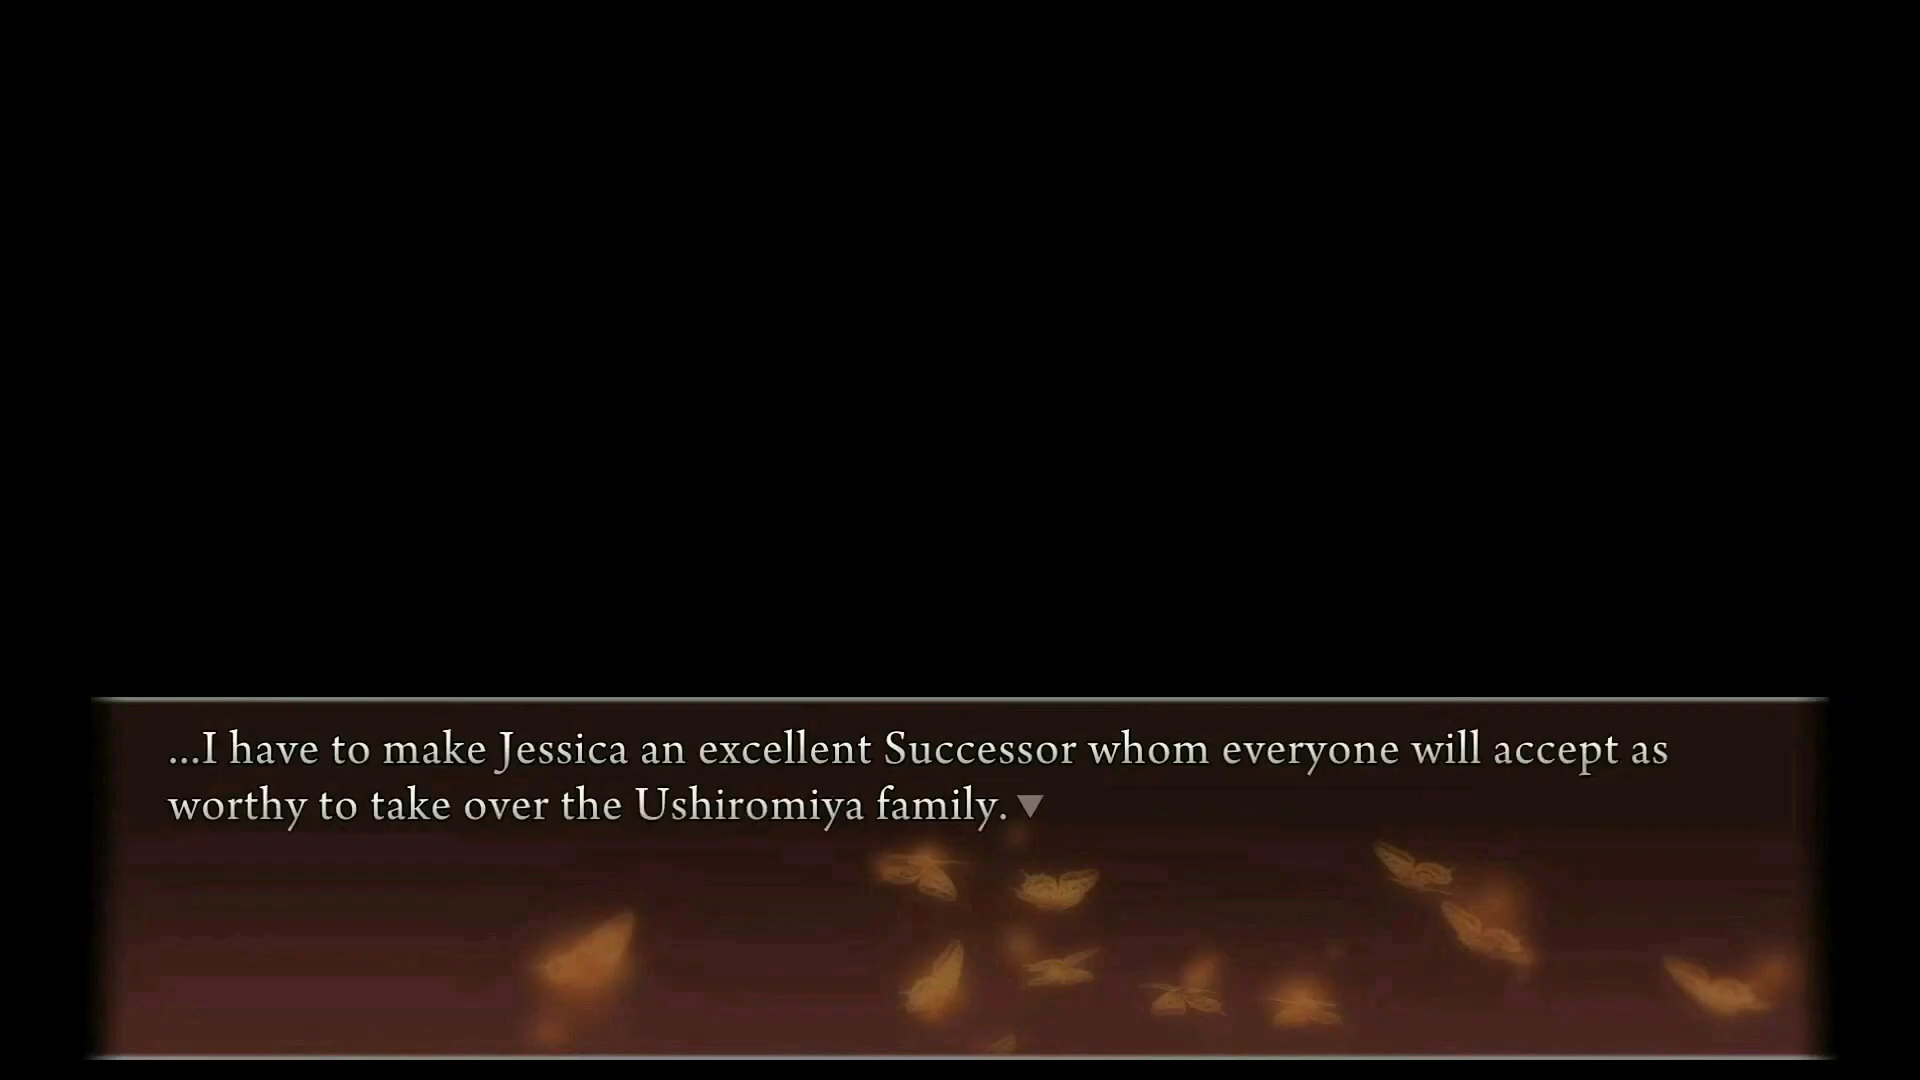 ...I have to make Jessica an excellent Successor whom everyone will accept as
worthy to take over the Ushiromiya family.